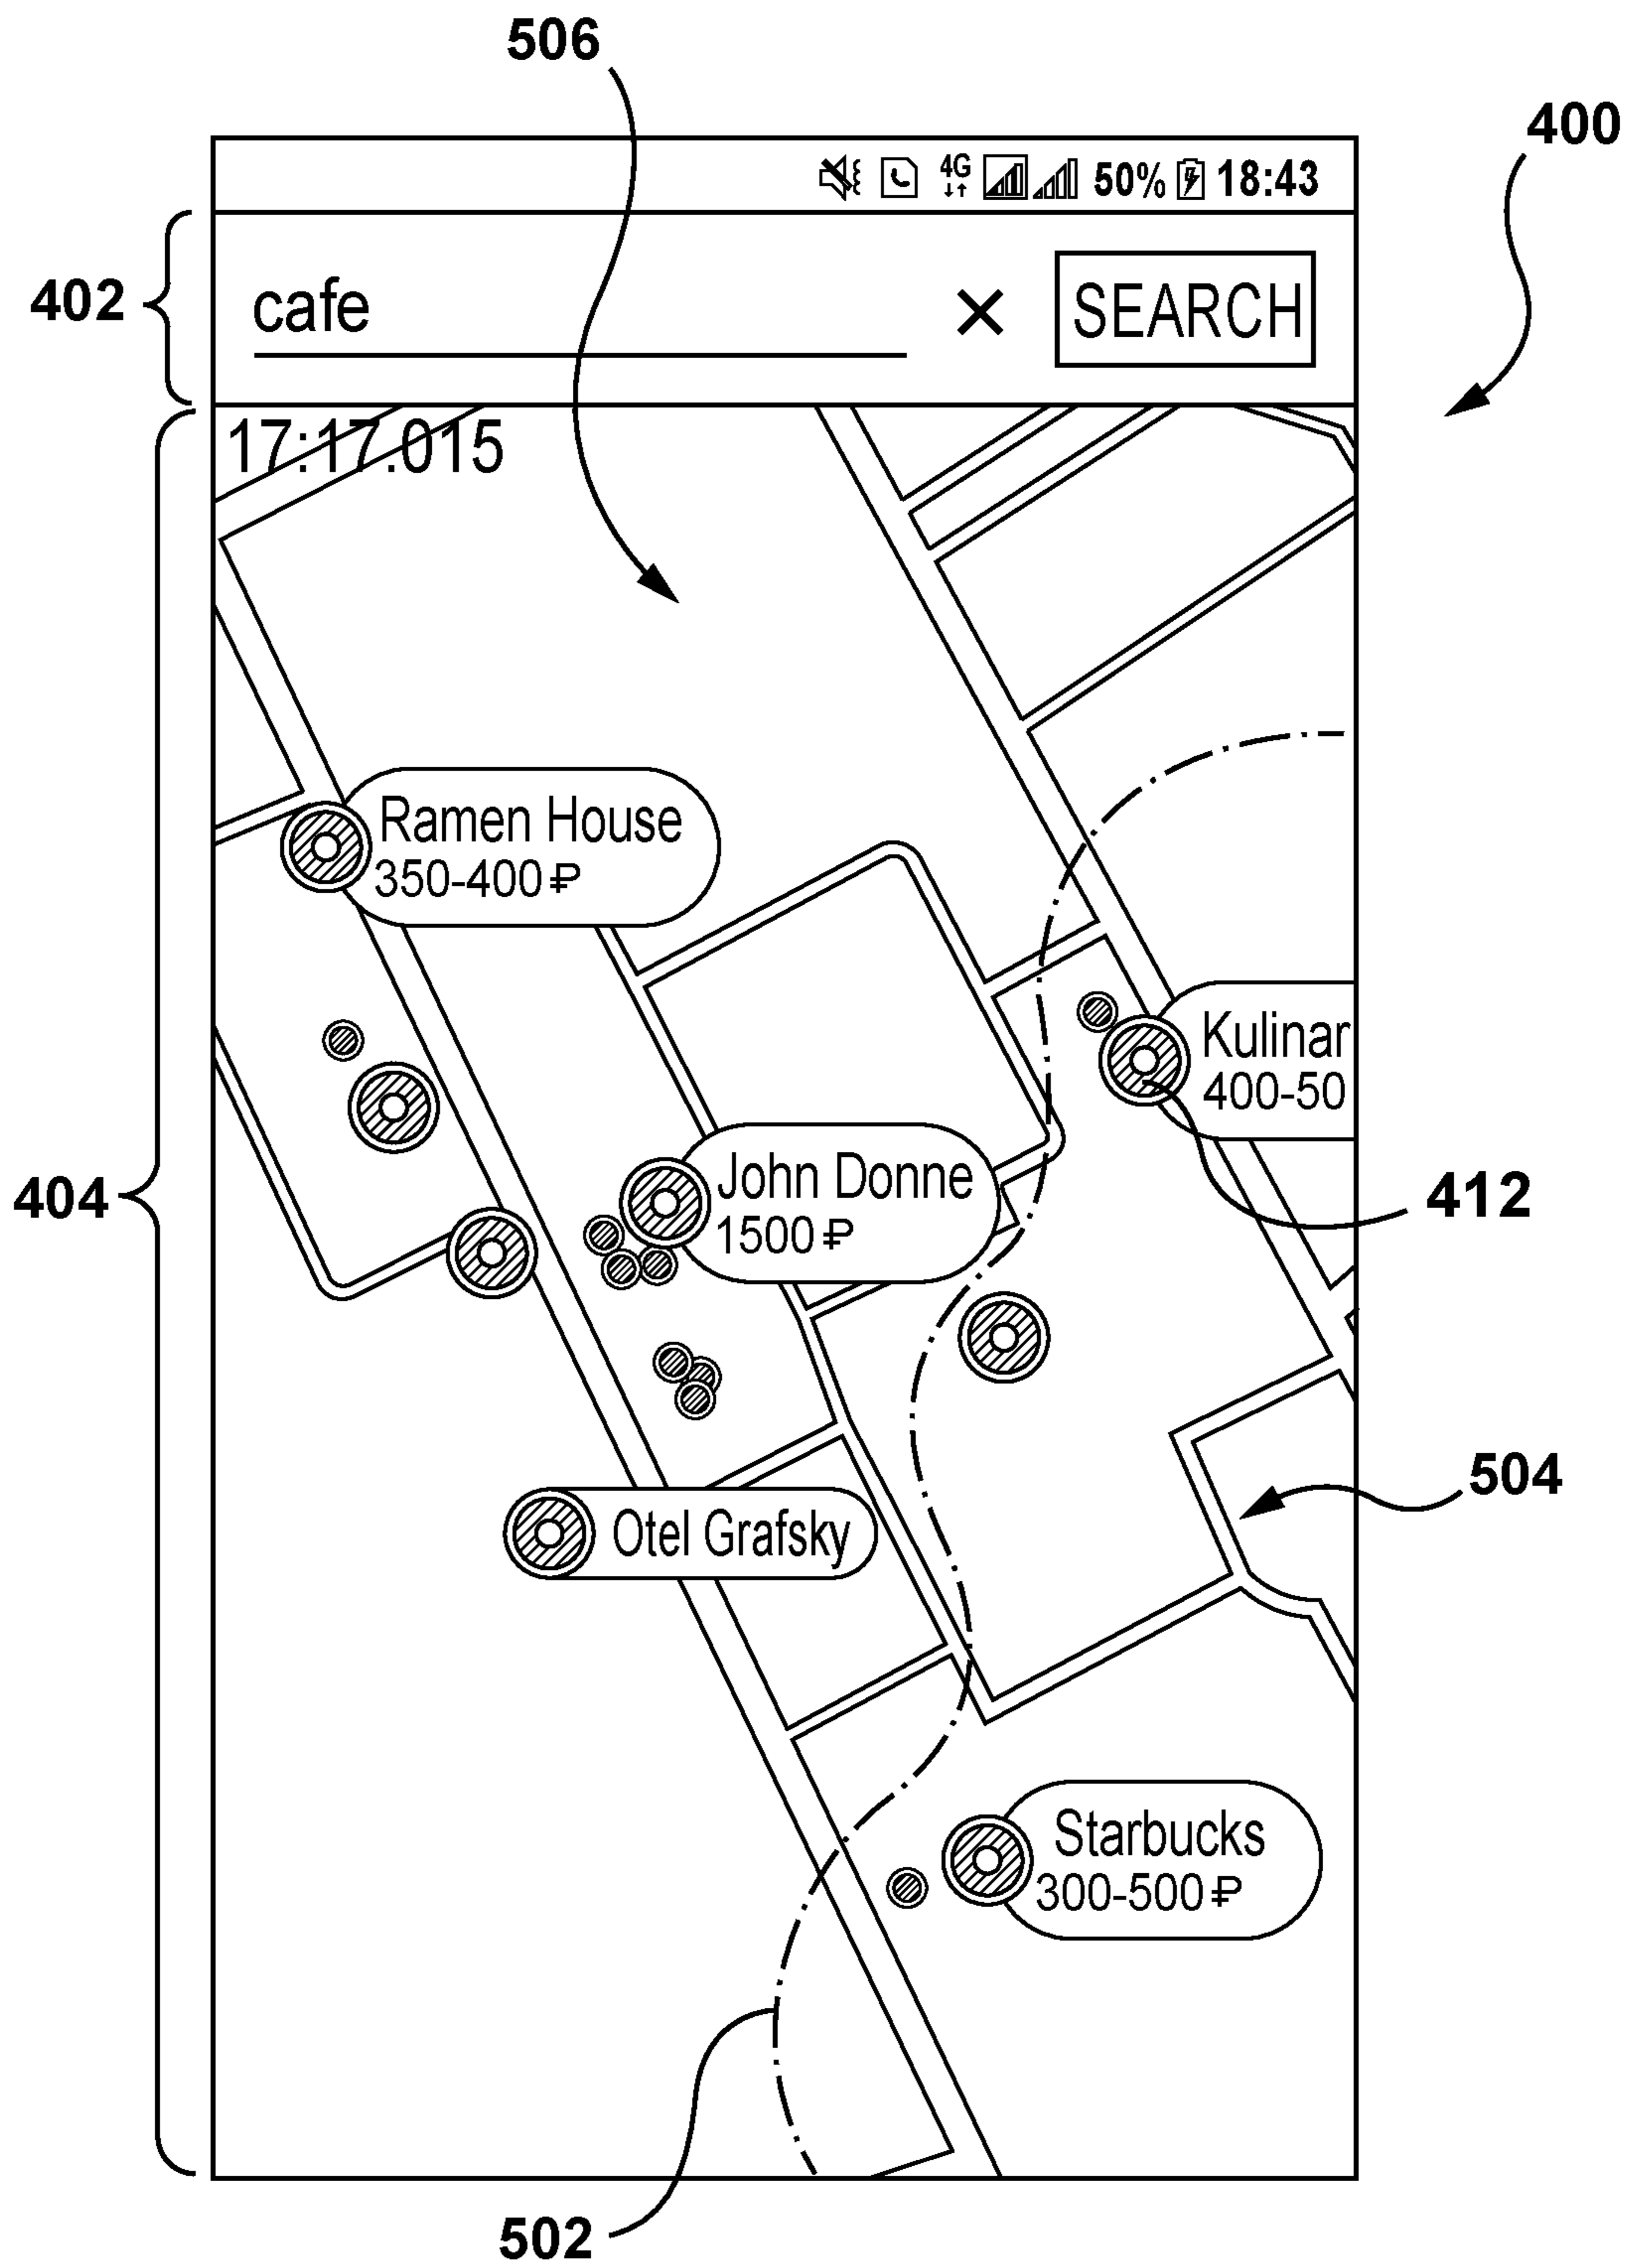 506
400
4G 50% 18:43
402
cafe × SEARCH
17:17.015
Ramen House
350-400 ₽
Kulinar
400-50
404
John Donne
1500 ₽
412
504
Otel Grafsky
Starbucks
300-500 ₽
502